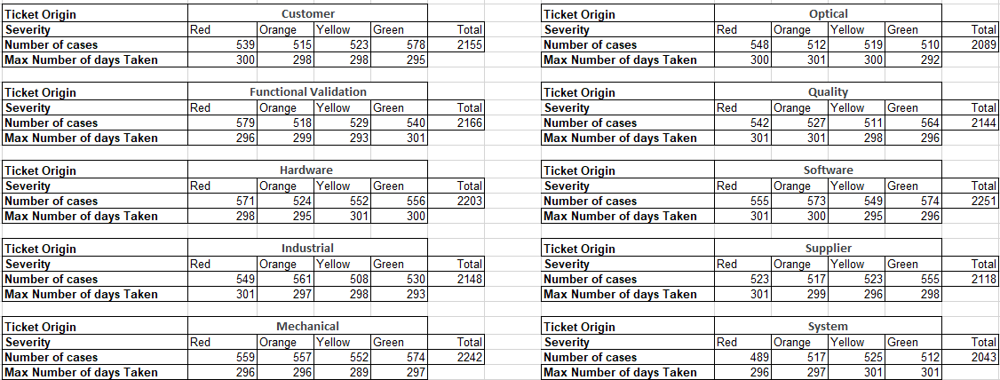 Ticket Origin Customer
Severity Red Orange Yellow Green Total
Number of cases 539 515 523 578 2155
Max Number of days Taken 300 298 298 295
Ticket Origin Functional Validation
Severity Red Orange Yellow Green Total
Number of cases 579 518 529 540 2166
Max Number of days Taken 296 299 293 301
Ticket Origin Hardware
Severity Red Orange Yellow Green Total
Number of cases 571 524 552 556 2203
Max Number of days Taken 298 295 301 300
Ticket Origin Industrial
Severity Red Orange Yellow Green Total
Number of cases 549 561 508 530 2148
Max Number of days Taken 301 297 298 293
Ticket Origin Mechanical
Severity Red Orange Yellow Green Total
Number of cases 559 557 552 574 2242
Max Number of days Taken 296 296 289 297
Ticket Origin Optical
Severity Red Orange Yellow Green Total
Number of cases 548 512 519 510 2089
Max Number of days Taken 300 301 300 292
Ticket Origin Quality
Severity Red Orange Yellow Green Total
Number of cases 542 527 511 564 2144
Max Number of days Taken 301 301 298 296
Ticket Origin Software
Severity Red Orange Yellow Green Total
Number of cases 555 573 549 574 2251
Max Number of days Taken 301 300 295 296
Ticket Origin Supplier
Severity Red Orange Yellow Green Total
Number of cases 523 517 523 555 2118
Max Number of days Taken 301 299 296 298
Ticket Origin System
Severity Red Orange Yellow Green Total
Number of cases 489 517 525 512 2043
Max Number of days Taken 296 297 301 301